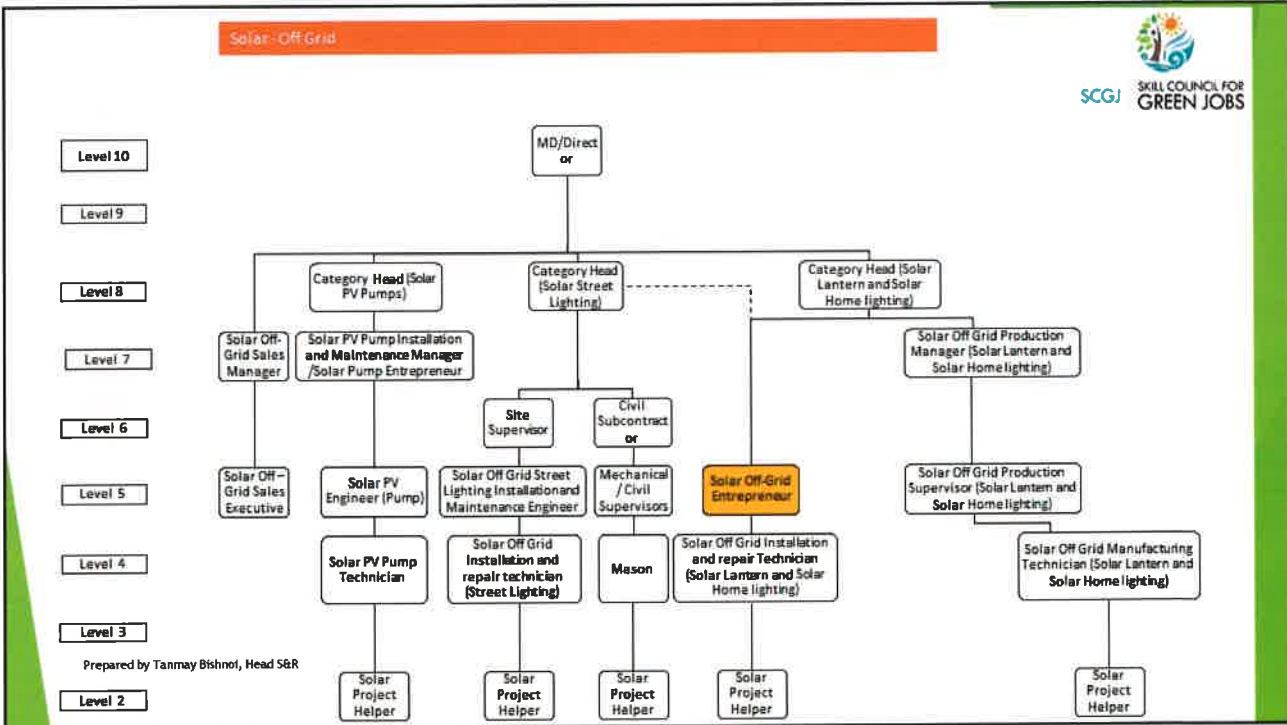 Solar - Off Grid
SCGJ
SKILL COUNCIL FOR
GREEN JOBS
Level 10
MD/Direct
or
Level 9
Level 8
Category Head (Solar
PV Pumps)
Category Head
(Solar Street
Lighting)
Category Head (Solar
Lantern and Solar
Home lighting)
Level 7
Solar Off-
Grid Sales
Manager
Solar PV Pump Installation
and Maintenance Manager
/Solar Pump Entrepreneur
Solar Off Grid Production
Manager (Solar Lantern and
Solar Home lighting)
Level 6
Site
Supervisor
Civil
Subcontract
or
Level 5
Solar Off–
Grid Sales
Executive
Solar PV
Engineer (Pump)
Solar Off Grid Street
Lighting Installation and
Maintenance Engineer
Mechanical
/ Civil
Supervisors
Solar Off-Grid
Entrepreneur
Solar Off Grid Production
Supervisor (Solar Lantern and
Solar Home lighting)
Level 4
Solar PV Pump
Technician
Solar Off Grid
Installation and
repair technician
(Street Lighting)
Mason
Solar Off Grid Installation
and repair Technician
(Solar Lantern and Solar
Home lighting)
Solar Off Grid Manufacturing
Technician (Solar Lantern and
Solar Home lighting)
Level 3
Prepared by Tanmay Bishnoi, Head S&R
Level 2
Solar
Project
Helper
Solar
Project
Helper
Solar
Project
Helper
Solar
Project
Helper
Solar
Project
Helper